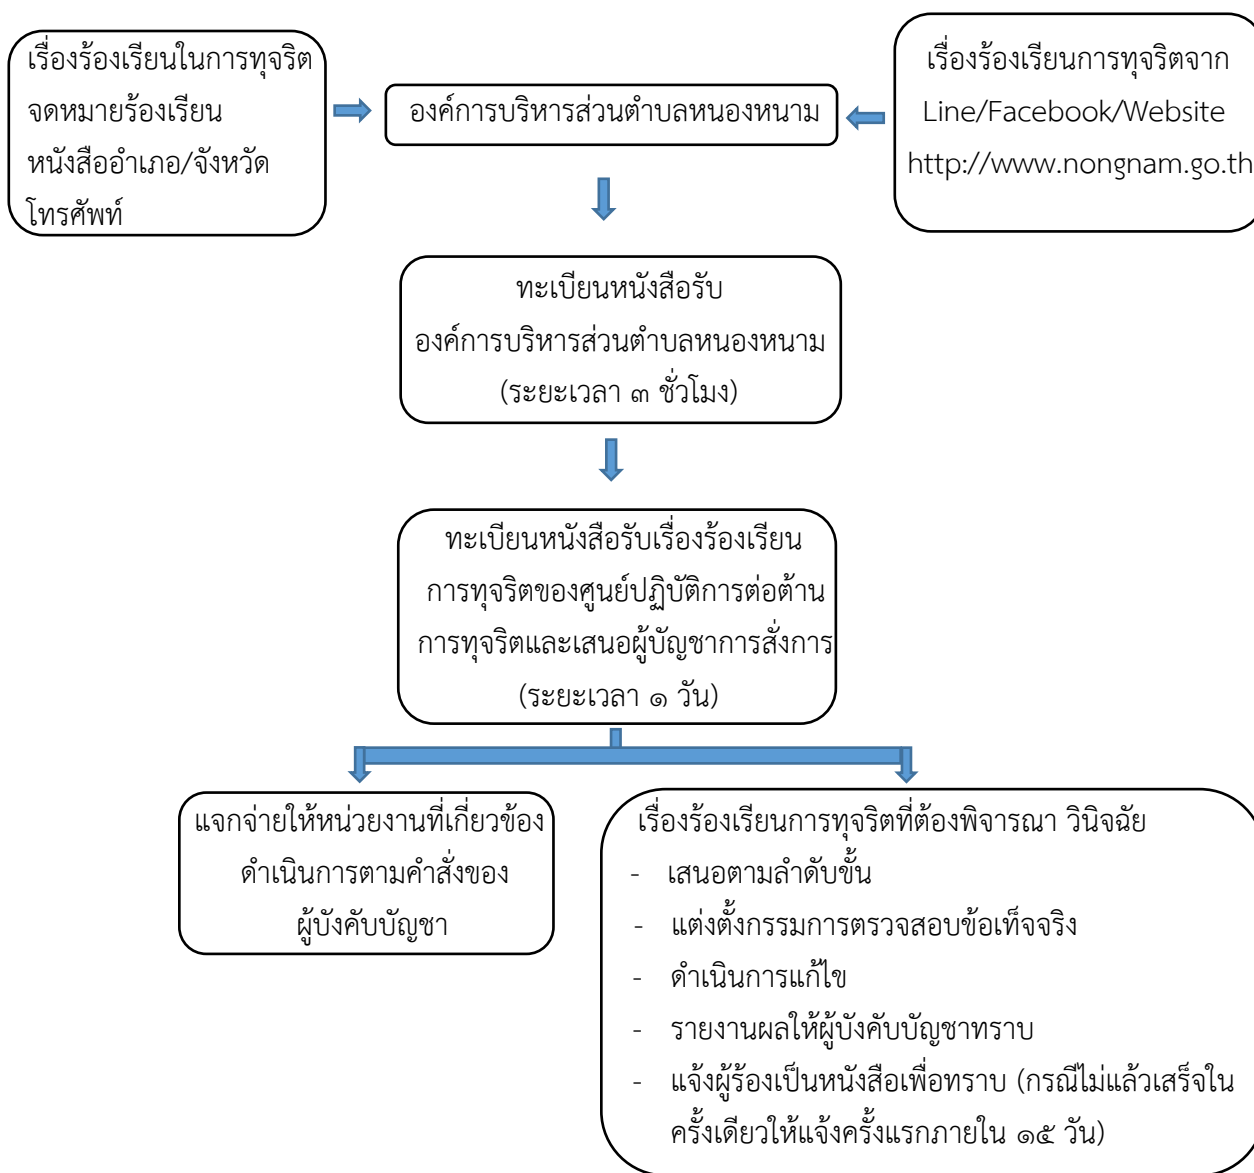 เรื่องร้องเรียนในการทุจริต
จดหมายร้องเรียน
หนังสืออำเภอ/จังหวัด
โทรศัพท์
องค์การบริหารส่วนตำบลหนองหนาม
เรื่องร้องเรียนการทุจริตจาก
Line/Facebook/Website
http://www.nongnam.go.th
ทะเบียนหนังสือรับ
องค์การบริหารส่วนตำบลหนองหนาม
(ระยะเวลา ๓ ชั่วโมง)
ทะเบียนหนังสือรับเรื่องร้องเรียน
การทุจริตของศูนย์ปฏิบัติการต่อต้าน
การทุจริตและเสนอผู้บัญชาการสั่งการ
(ระยะเวลา ๑ วัน)
แจกจ่ายให้หน่วยงานที่เกี่ยวข้อง
ดำเนินการตามคำสั่งของ
ผู้บังคับบัญชา
เรื่องร้องเรียนการทุจริตที่ต้องพิจารณา วินิจฉัย
- เสนอตามลำดับขั้น
- แต่งตั้งกรรมการตรวจสอบข้อเท็จจริง
- ดำเนินการแก้ไข
- รายงานผลให้ผู้บังคับบัญชาทราบ
- แจ้งผู้ร้องเป็นหนังสือเพื่อทราบ (กรณีไม่แล้วเสร็จใน
ครั้งเดียวให้แจ้งครั้งแรกภายใน ๑๕ วัน)